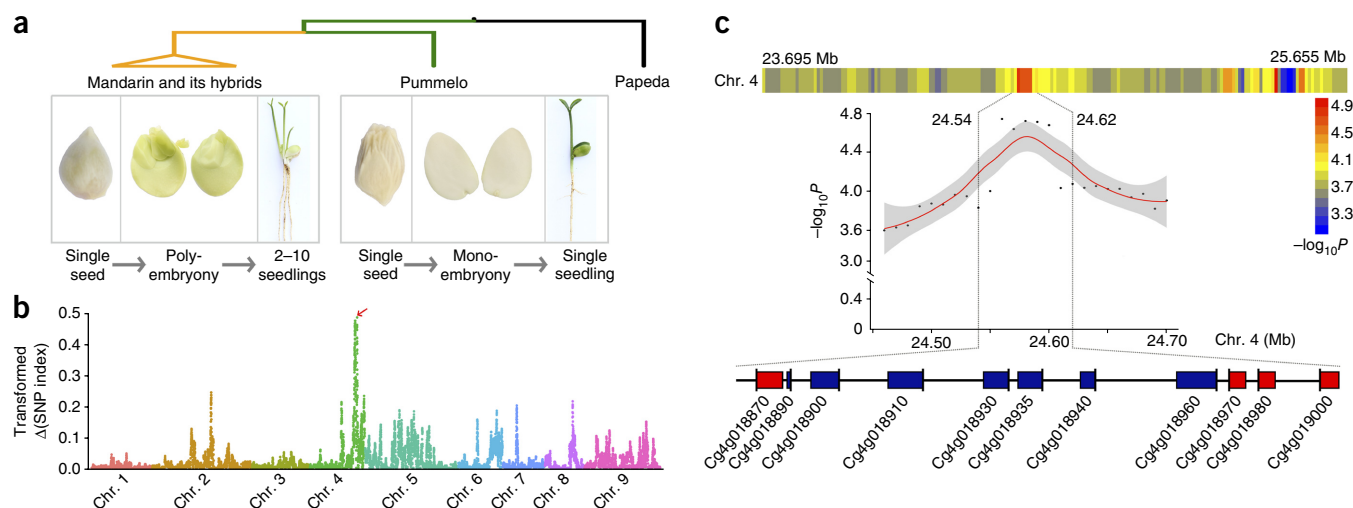 a
Mandarin and its hybrids
Pummelo
Papeda
Single
seed
Poly-
embryony
2–10
seedlings
Single
seed
Mono-
embryony
Single
seedling
b
Transformed
Δ(SNP index)
0.5
0.4
0.3
0.2
0.1
0.0
Chr. 1
Chr. 2
Chr. 3
Chr. 4
Chr. 5
Chr. 6
Chr. 7
Chr. 8
Chr. 9
c
23.695 Mb
25.655 Mb
Chr. 4
4.9
4.5
4.1
3.7
3.3
–log10P
24.54
24.62
–log10P
4.8
4.4
4.0
3.6
3.0
0.4
0
24.50
24.60
24.70
Chr. 4 (Mb)
Cg4g018870
Cg4g018890
Cg4g018900
Cg4g018910
Cg4g018930
Cg4g018935
Cg4g018940
Cg4g018960
Cg4g018970
Cg4g018980
Cg4g019000